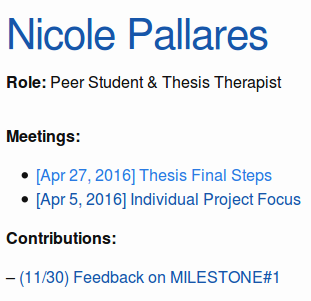 Nicole Pallares
Role: Peer Student & Thesis Therapist
Meetings:
• [Apr 27, 2016] Thesis Final Steps
• [Apr 5, 2016] Individual Project Focus
Contributions:
– (11/30) Feedback on MILESTONE#1